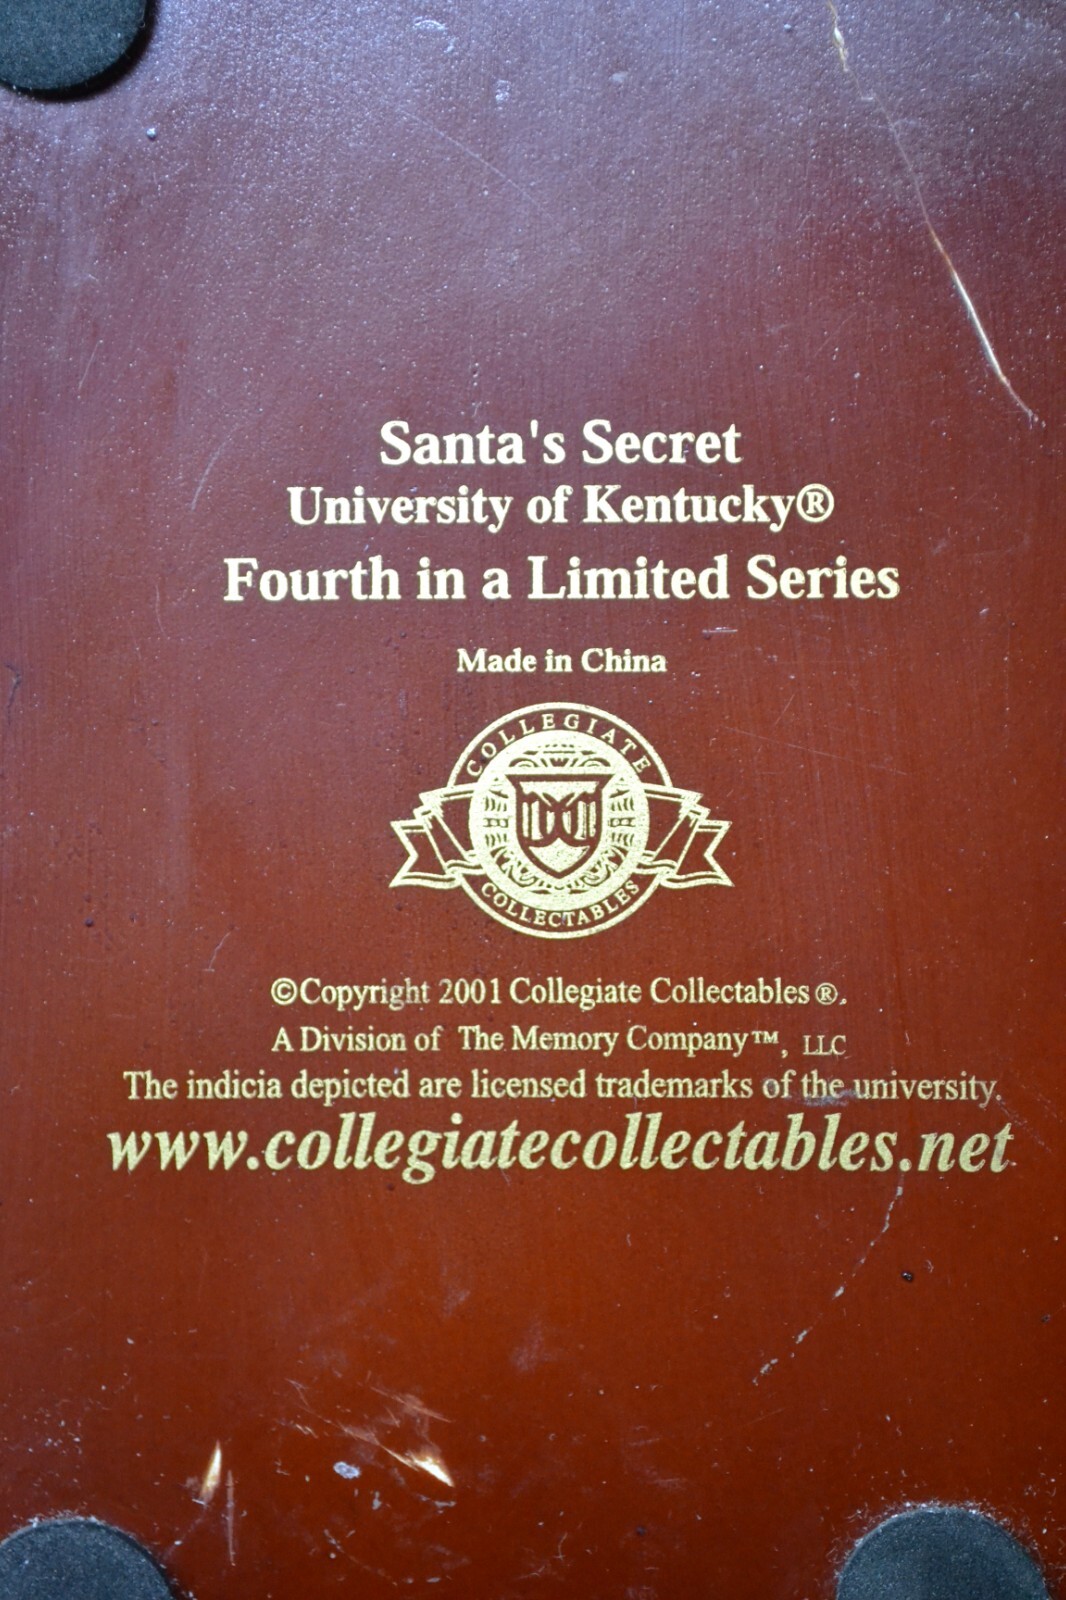 Santa's Secret
University of Kentucky®
Fourth in a Limited Series
Made in China
COLLEGIATE
COLLECTABLES
©Copyright 2001 Collegiate Collectables®.
A Division of The Memory Company™, LLC
The indicia depicted are licensed trademarks of the university.
www.collegiatecollectables.net